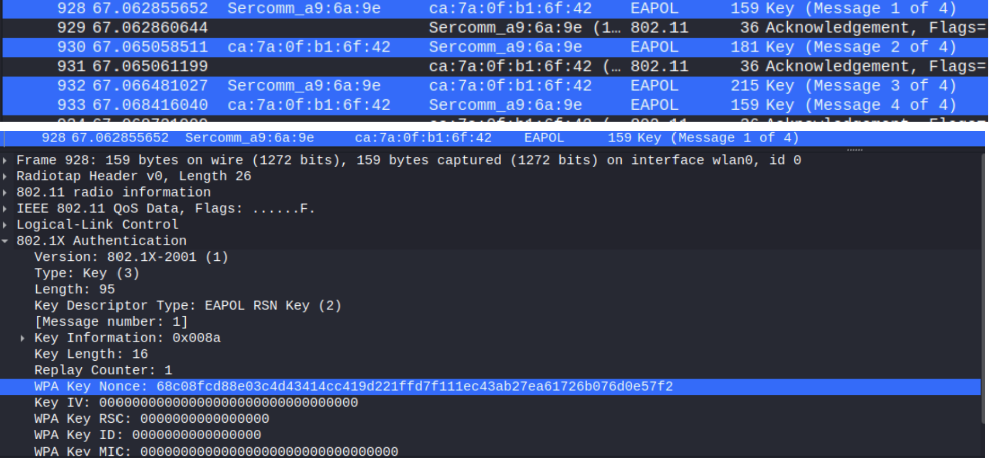 928 67.062855652 Sercomm_a9:6a:9e ca:7a:0f:b1:6f:42 EAPOL 159 Key (Message 1 of 4)
929 67.062860644 Sercomm_a9:6a:9e (1… 802.11 36 Acknowledgement, Flags=
930 67.065058511 ca:7a:0f:b1:6f:42 Sercomm_a9:6a:9e EAPOL 181 Key (Message 2 of 4)
931 67.065061199 ca:7a:0f:b1:6f:42 (… 802.11 36 Acknowledgement, Flags=
932 67.066481027 Sercomm_a9:6a:9e ca:7a:0f:b1:6f:42 EAPOL 215 Key (Message 3 of 4)
933 67.068416040 ca:7a:0f:b1:6f:42 Sercomm_a9:6a:9e EAPOL 159 Key (Message 4 of 4)
928 67.062855652 Sercomm_a9:6a:9e ca:7a:0f:b1:6f:42 EAPOL 159 Key (Message 1 of 4)
Frame 928: 159 bytes on wire (1272 bits), 159 bytes captured (1272 bits) on interface wlan0, id 0
Radiotap Header v0, Length 26
802.11 radio information
IEEE 802.11 QoS Data, Flags: ......F.
Logical-Link Control
802.1X Authentication
Version: 802.1X-2001 (1)
Type: Key (3)
Length: 95
Key Descriptor Type: EAPOL RSN Key (2)
[Message number: 1]
Key Information: 0x008a
Key Length: 16
Replay Counter: 1
WPA Key Nonce: 68c08fcd88e03c4d43414cc419d221ffd7f111ec43ab27ea61726b076d0e57f2
Key IV: 00000000000000000000000000000000
WPA Key RSC: 0000000000000000
WPA Key ID: 0000000000000000
WPA Key MIC: 00000000000000000000000000000000